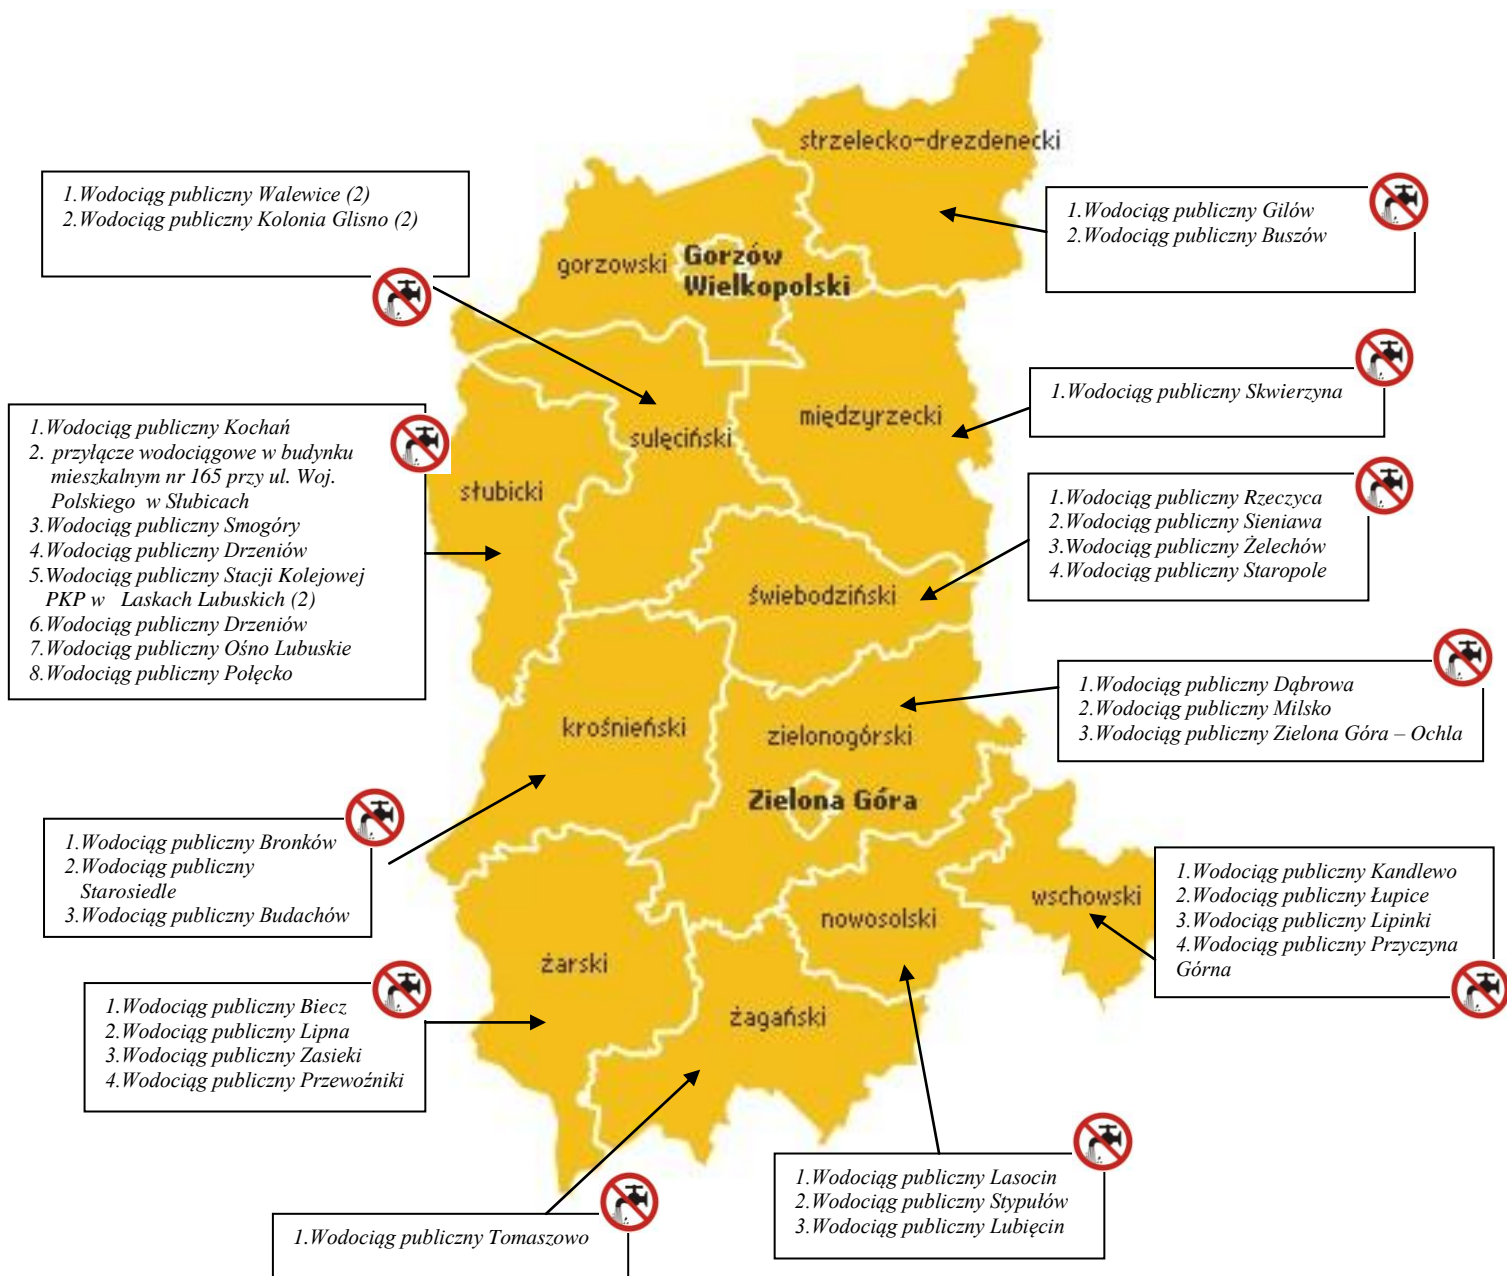 strzelecko-drezdenecki
1.Wodociąg publiczny Walewice (2)
2.Wodociąg publiczny Kolonia Glisno (2)
1.Wodociąg publiczny Gilów
2.Wodociąg publiczny Buszów
gorzowski
Gorzów
Wielkopolski
1.Wodociąg publiczny Skwierzyna
międzyrzecki
sulęciński
1.Wodociąg publiczny Kochań
2. przyłącze wodociągowe w budynku
mieszkalnym nr 165 przy ul. Woj.
Polskiego w Słubicach
3.Wodociąg publiczny Smogóry
4.Wodociąg publiczny Drzeniów
5.Wodociąg publiczny Stacji Kolejowej
PKP w Laskach Lubuskich (2)
6.Wodociąg publiczny Drzeniów
7.Wodociąg publiczny Ośno Lubuskie
8.Wodociąg publiczny Połęcko
słubicki
1.Wodociąg publiczny Rzeczyca
2.Wodociąg publiczny Sieniawa
3.Wodociąg publiczny Żelechów
4.Wodociąg publiczny Staropole
świebodziński
1.Wodociąg publiczny Dąbrowa
2.Wodociąg publiczny Milsko
3.Wodociąg publiczny Zielona Góra – Ochla
krośnieński
zielonogórski
Zielona Góra
1.Wodociąg publiczny Bronków
2.Wodociąg publiczny
Starosiedle
3.Wodociąg publiczny Budachów
1.Wodociąg publiczny Kandlewo
2.Wodociąg publiczny Łupice
3.Wodociąg publiczny Lipinki
4.Wodociąg publiczny Przyczyna
Górna
wschowski
nowosolski
żarski
żagański
1.Wodociąg publiczny Biecz
2.Wodociąg publiczny Lipna
3.Wodociąg publiczny Zasieki
4.Wodociąg publiczny Przewoźniki
1.Wodociąg publiczny Lasocin
2.Wodociąg publiczny Stypułów
3.Wodociąg publiczny Lubięcin
1.Wodociąg publiczny Tomaszowo